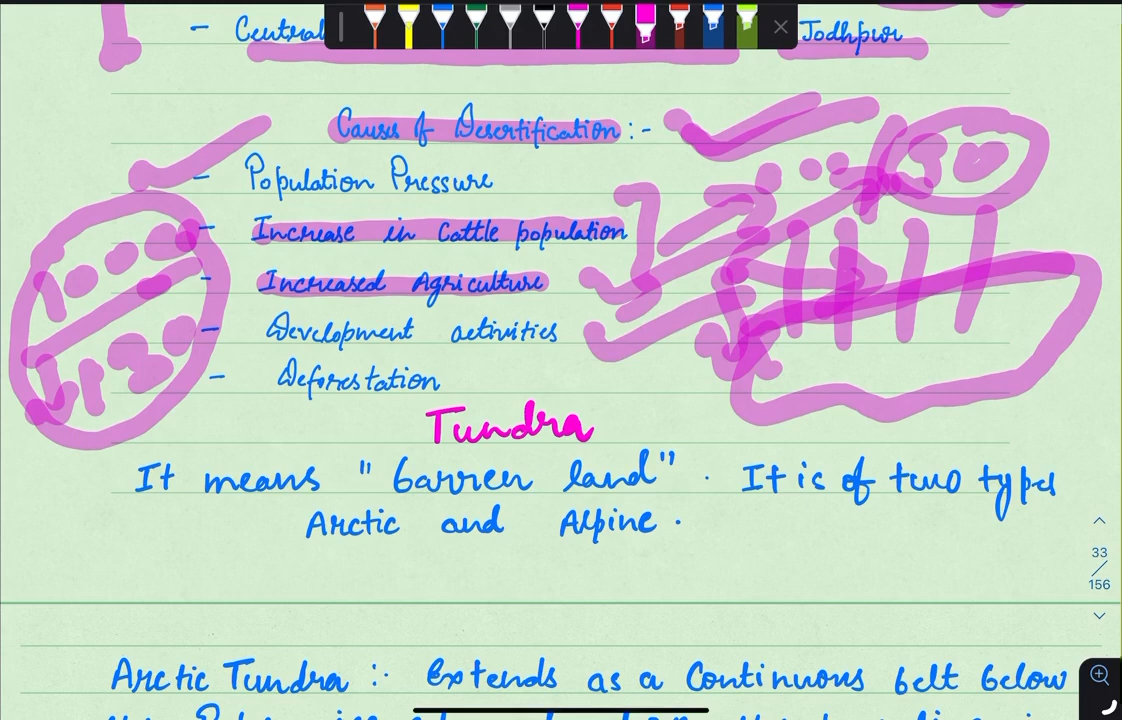 - Central Jodhpur
Causes of Desertification :-
- Population Pressure
- Increase in Cattle population
- Increased Agriculture
- Development activities
- Deforestation
Tundra
It means "barren land". It is of two types
Arctic and Alpine.
33
156
Arctic Tundra :- Extends as a Continuous belt below